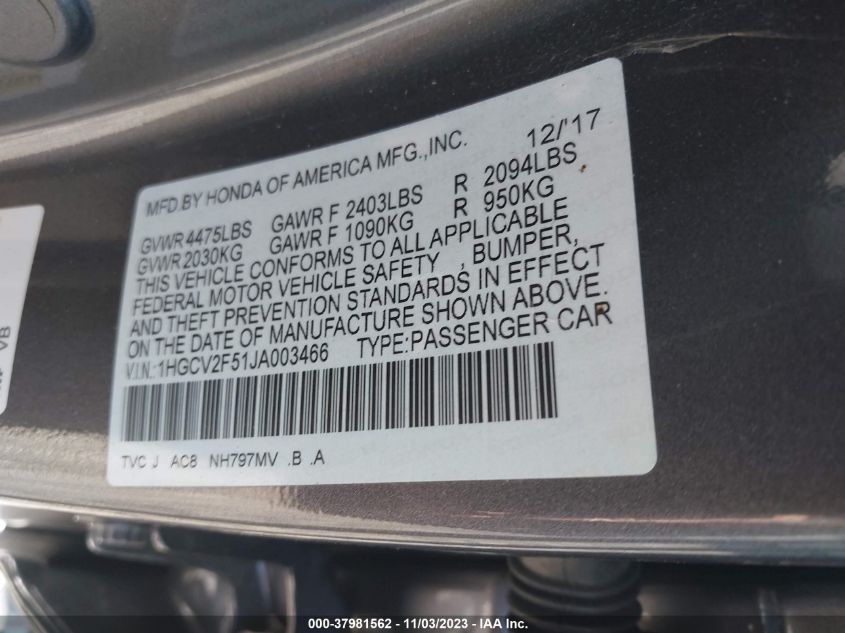 12/'17
MFD.BY HONDA OF AMERICA MFG.,INC.
GVWR 4475LBS GAWR F 2403LBS R 2094LBS
GVWR 2030KG GAWR F 1090KG R 950KG
THIS VEHICLE CONFORMS TO ALL APPLICABLE
FEDERAL MOTOR VEHICLE SAFETY , BUMPER,
AND THEFT PREVENTION STANDARDS IN EFFECT
ON THE DATE OF MANUFACTURE SHOWN ABOVE.
V.I.N.:1HGCV2F51JA003466 TYPE:PASSENGER CAR
TVC J AC8 NH797MV .B .A
VB
000-37981562 - 11/03/2023 - IAA Inc.